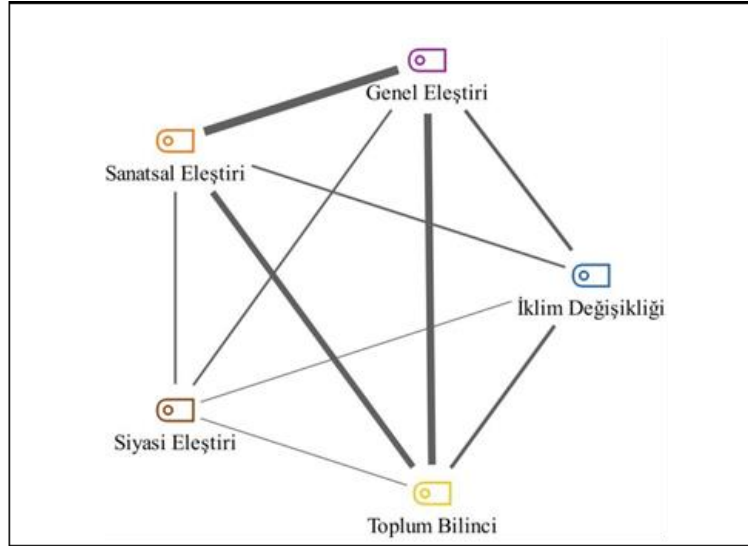 Genel Eleştiri
Sanatsal Eleştiri
İklim Değişikliği
Siyasi Eleştiri
Toplum Bilinci